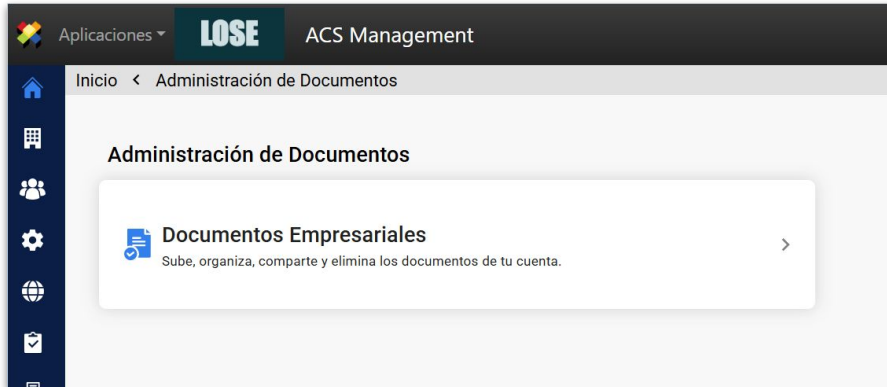 Aplicaciones LOSE ACS Management
Inicio < Administración de Documentos
Administración de Documentos
Documentos Empresariales
Sube, organiza, comparte y elimina los documentos de tu cuenta.